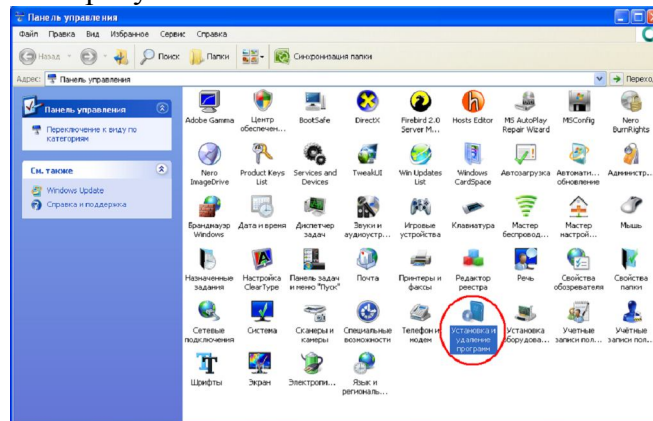 Панель управления
Файл Правка Вид Избранное Сервис Справка
Назад Поиск Папки Синхронизация папки
Адрес: Панель управления Перехо
Панель управления
Переключение к виду по
категориям
См. также
Windows Update
Справка и поддержка
Adobe Gamma Центр обеспечен... BootSafe DirectX Firebird 2.0 Server M... Hosts Editor MS AutoPlay Repair Wizard MSConfig Nero BurnRights
Nero ImageDrive Product Keys List Services and Devices TweakUI Win Updates List Windows CardSpace Автозагрузка Автомати... обновление Администр...
Брандмауэр Windows Дата и время Диспетчер задач Звуки и аудиоустр... Игровые устройства Клавиатура Мастер беспровод... Мастер настрой... Мышь
Назначенные задания Настройка ClearType Панель задач и меню "Пуск" Почта Принтеры и факсы Редактор реестра Речь Свойства обозревателя Свойства папки
Сетевые подключения Система Сканеры и камеры Специальные возможности Телефон и модем Установка и удаление программ Установка оборудова... Учетные записи пол... Учётные записи пол...
Шрифты Экран Электропи... Язык и региональ...